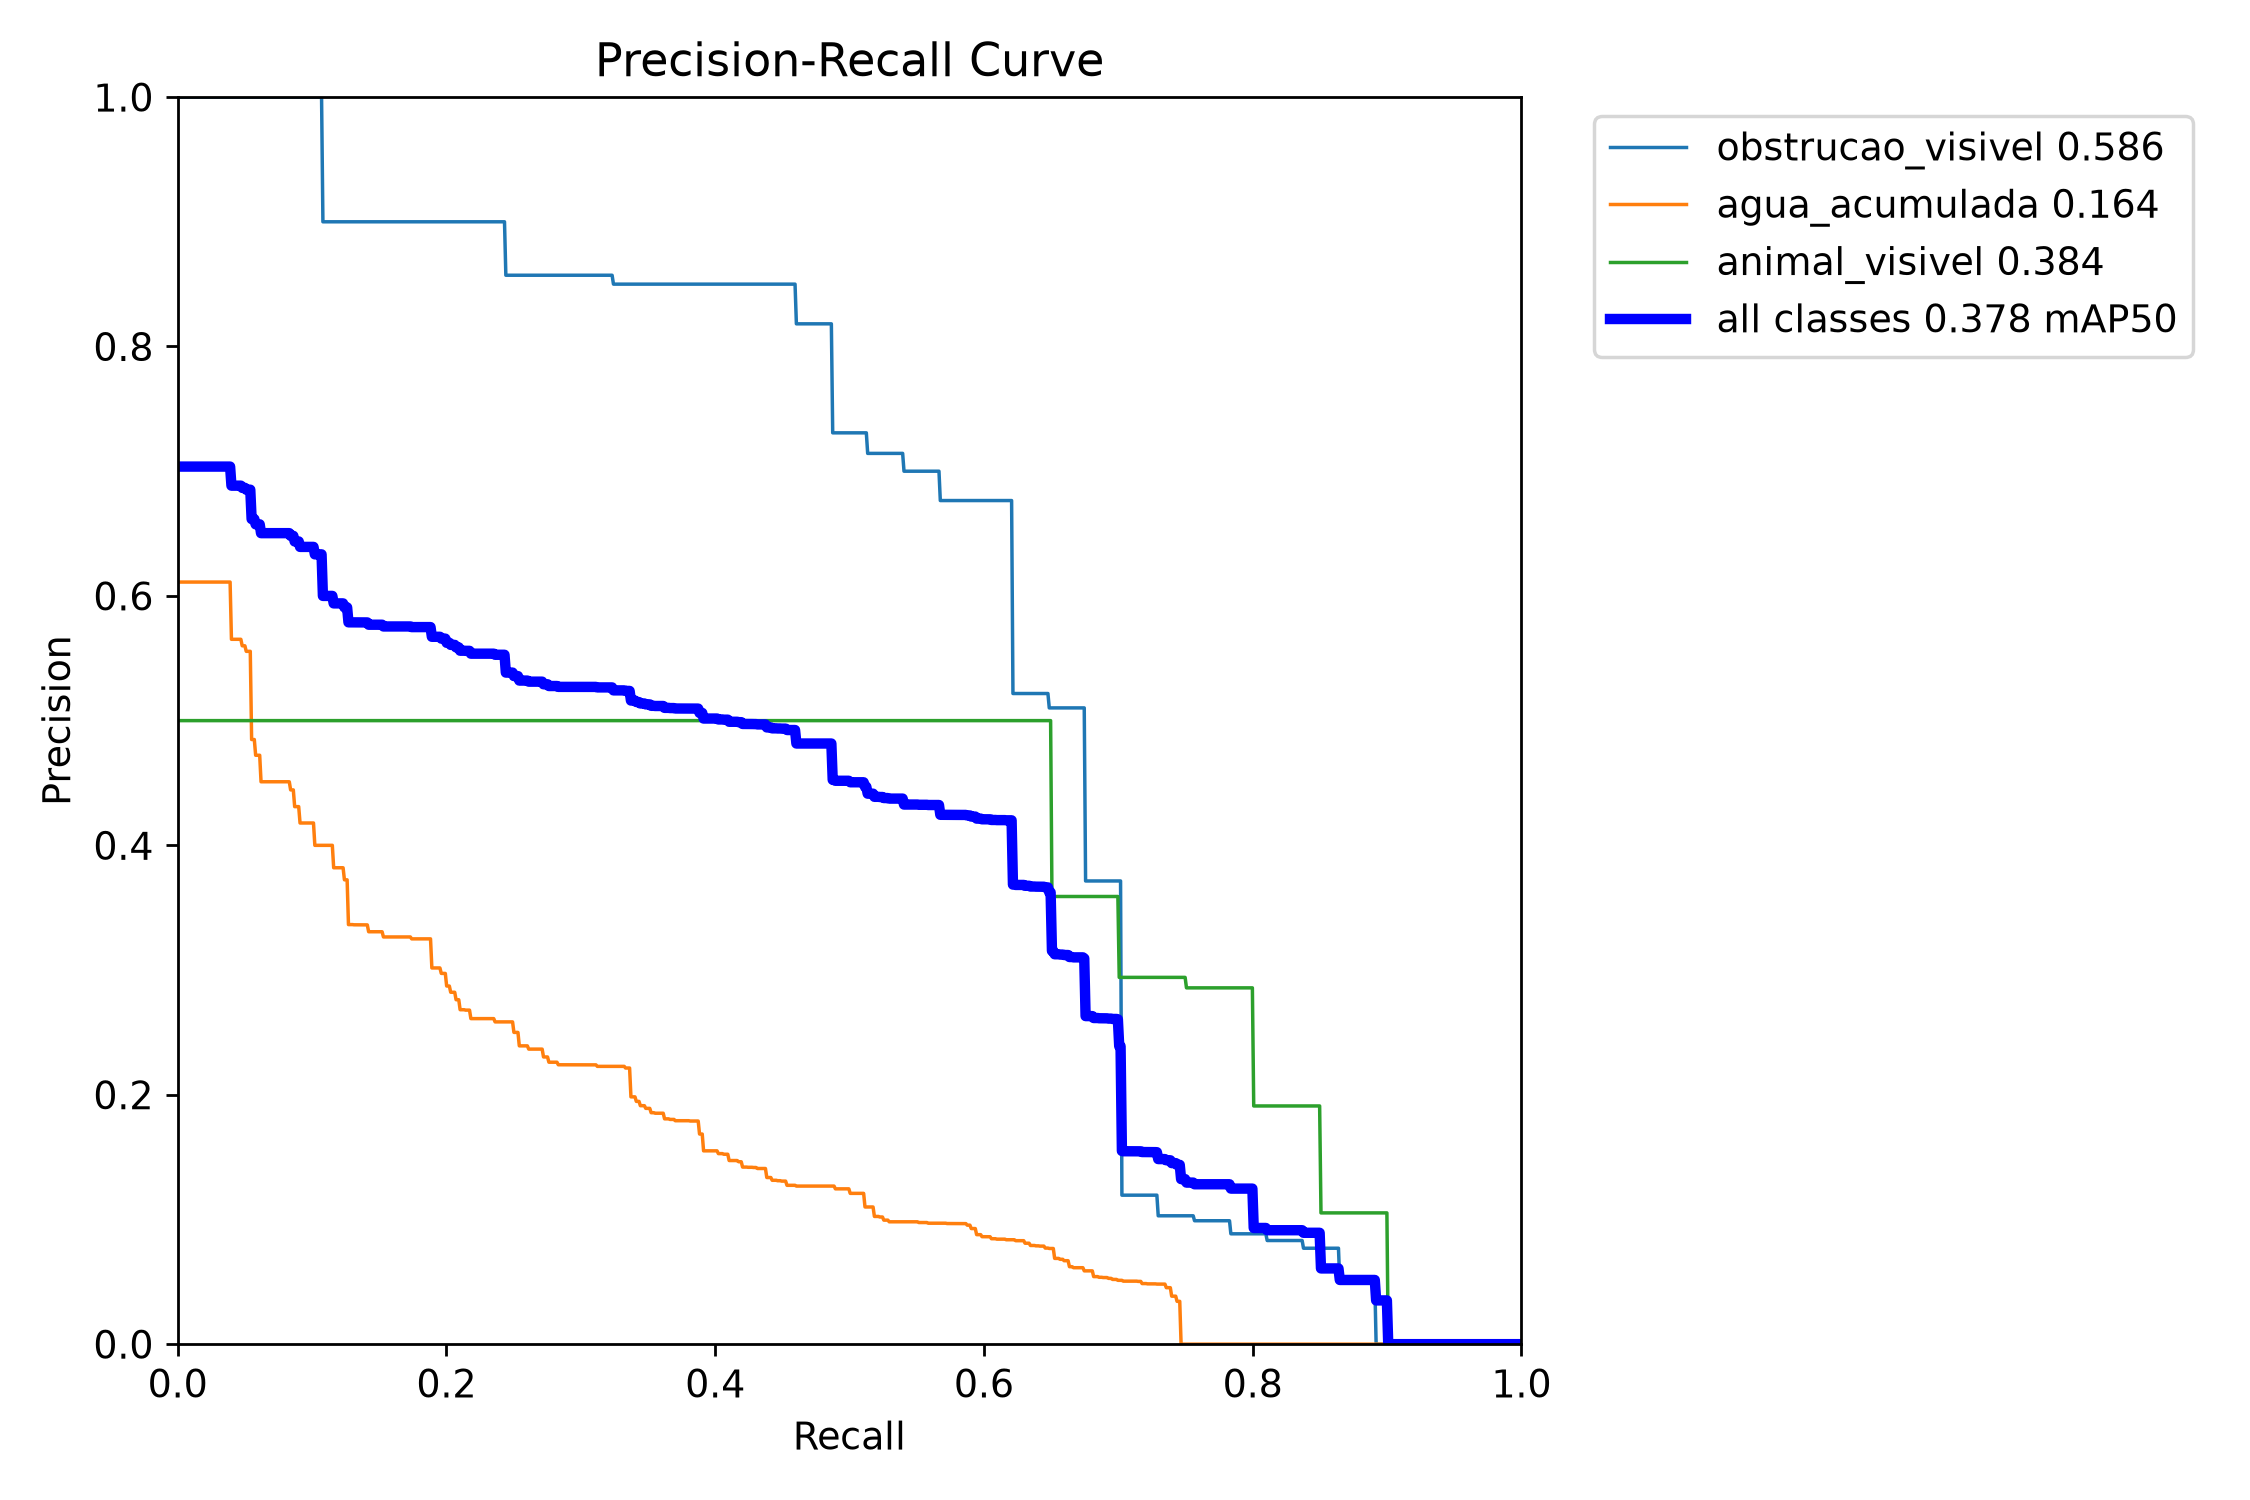 Precision-Recall Curve
1.0
0.8
0.6
0.4
0.2
0.0
Precision
0.0 0.2 0.4 0.6 0.8 1.0
Recall
obstrucao_visivel 0.586
agua_acumulada 0.164
animal_visivel 0.384
all classes 0.378 mAP50